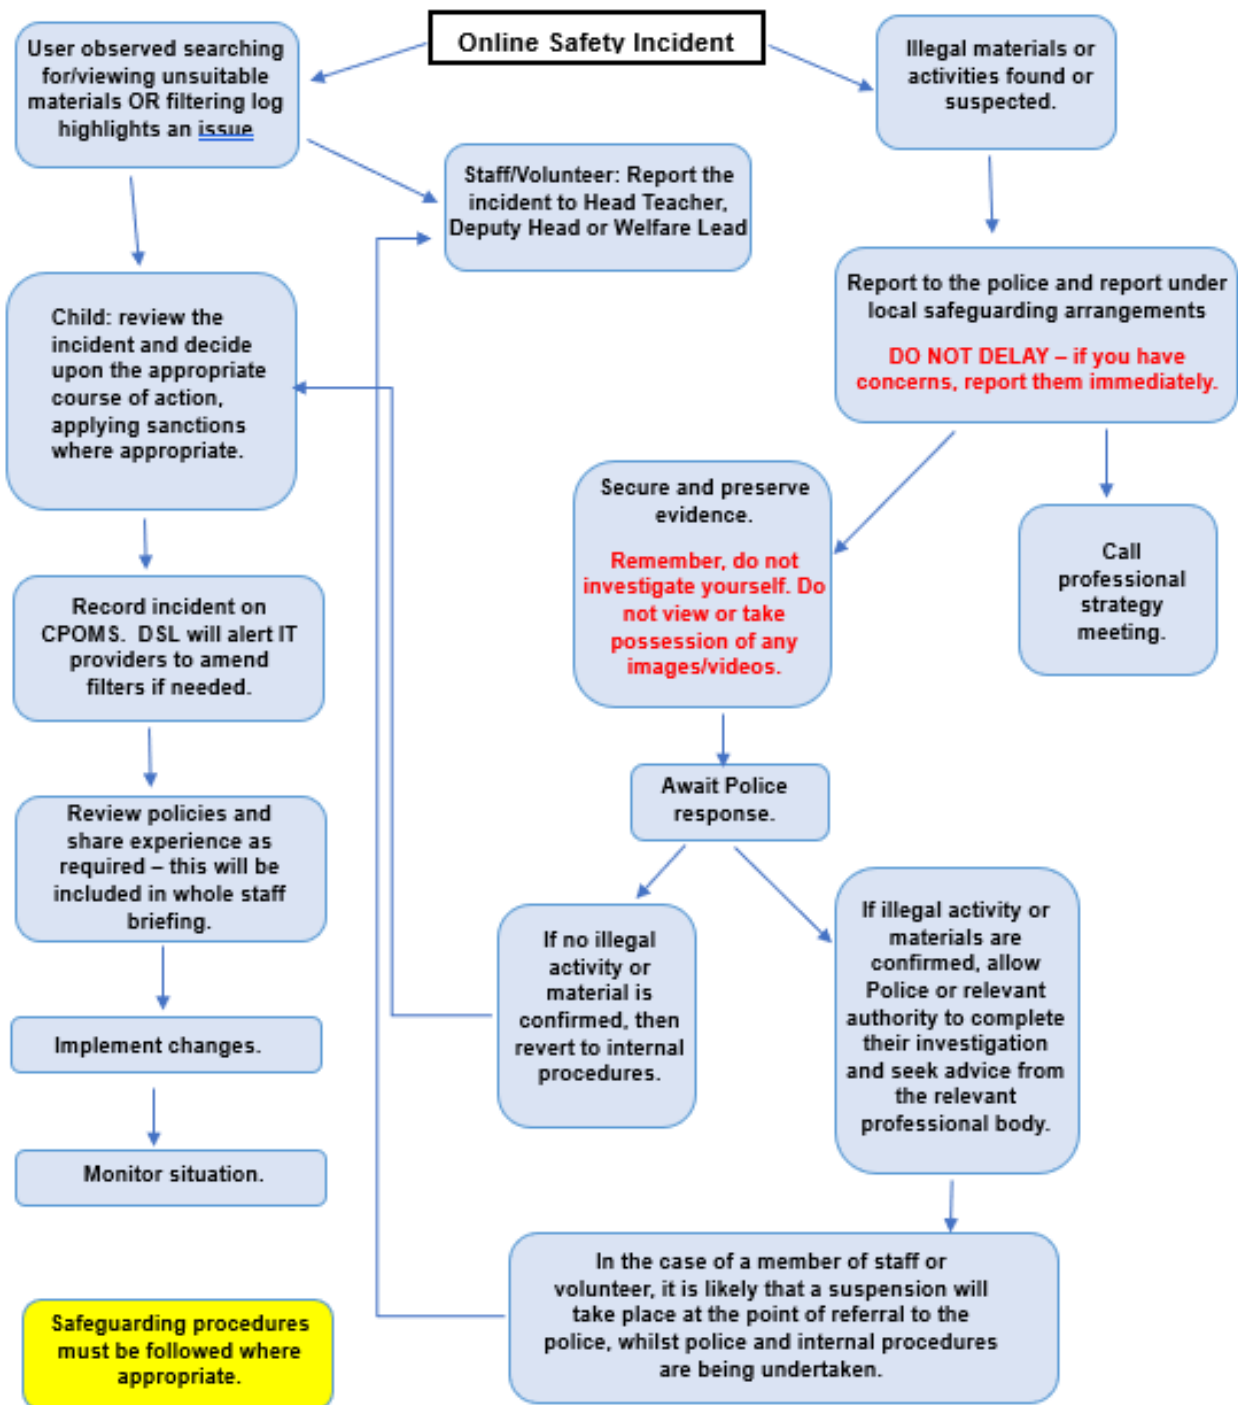 Online Safety Incident
User observed searching
for/viewing unsuitable
materials OR filtering log
highlights an issue
Illegal materials or
activities found or
suspected.
Staff/Volunteer: Report the
incident to Head Teacher,
Deputy Head or Welfare Lead
Child: review the
incident and decide
upon the appropriate
course of action,
applying sanctions
where appropriate.
Report to the police and report under
local safeguarding arrangements
DO NOT DELAY – if you have
concerns, report them immediately.
Secure and preserve
evidence.
Remember, do not
investigate yourself. Do
not view or take
possession of any
images/videos.
Call
professional
strategy
meeting.
Record incident on
CPOMS.  DSL will alert IT
providers to amend
filters if needed.
Await Police
response.
Review policies and
share experience as
required – this will be
included in whole staff
briefing.
If no illegal
activity or
material is
confirmed, then
revert to internal
procedures.
If illegal activity or
materials are
confirmed, allow
Police or relevant
authority to complete
their investigation
and seek advice from
the relevant
professional body.
Implement changes.
Monitor situation.
In the case of a member of staff or
volunteer, it is likely that a suspension will
take place at the point of referral to the
police, whilst police and internal procedures
are being undertaken.
Safeguarding procedures
must be followed where
appropriate.